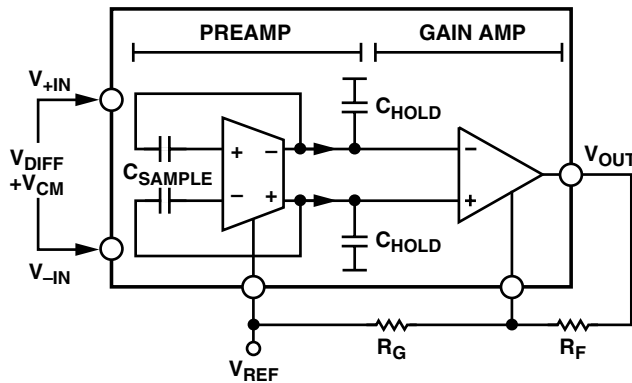 PREAMP
GAIN AMP
V+IN
CHOLD
VDIFF
+VCM
CSAMPLE
+ −
− +
−
+
VOUT
CHOLD
V–IN
VREF
RG
RF